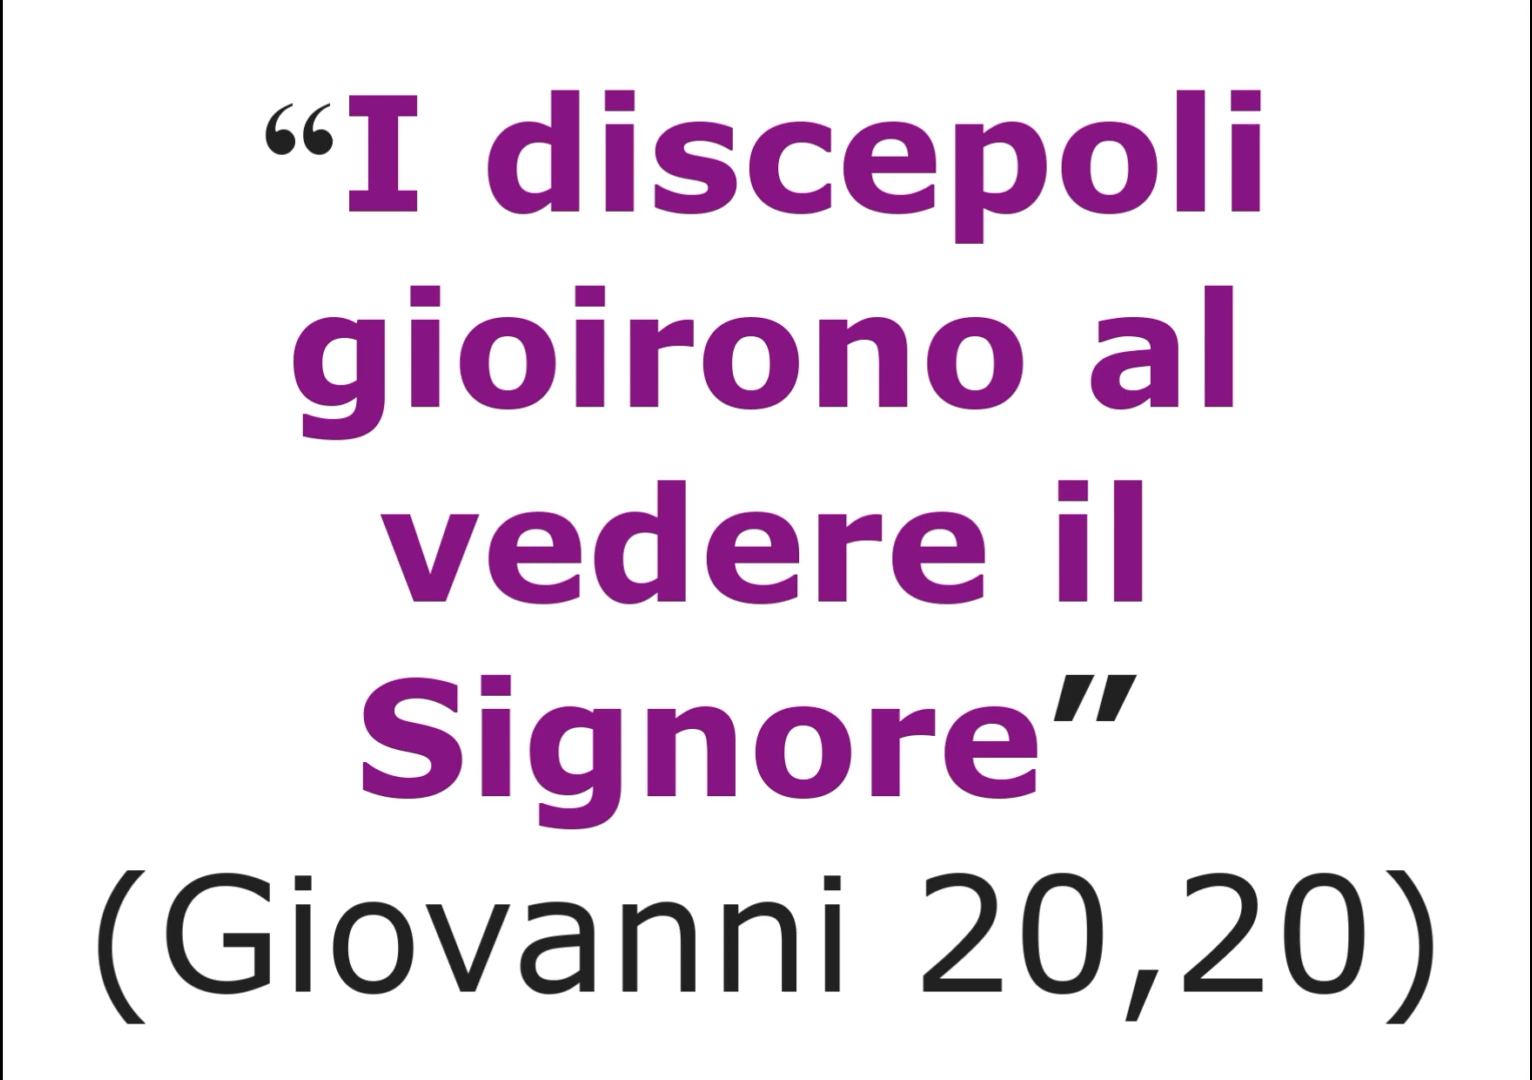 “I discepoli
gioirono al
vedere il
Signore”
(Giovanni 20,20)